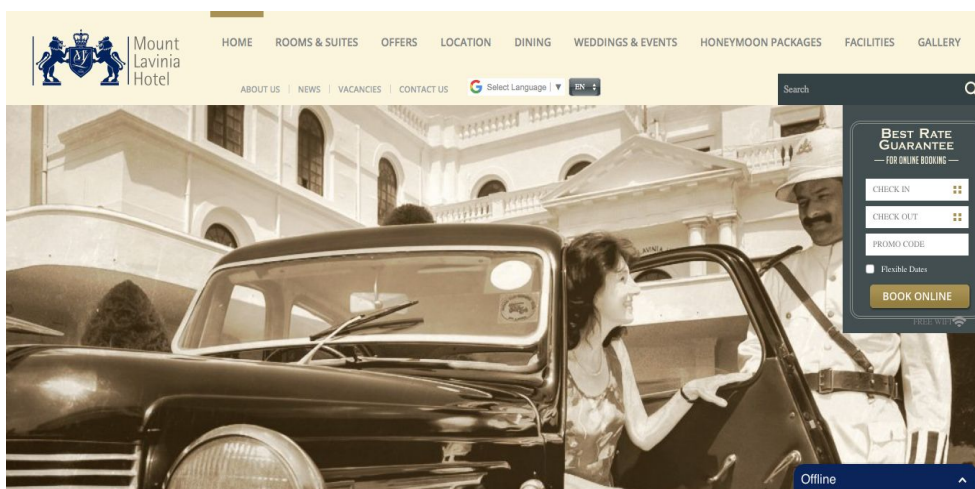 Mount
Lavinia
Hotel
HOME ROOMS & SUITES OFFERS LOCATION DINING WEDDINGS & EVENTS HONEYMOON PACKAGES FACILITIES GALLERY
ABOUT US | NEWS | VACANCIES | CONTACT US
Select Language | ▼
EN
Search
BEST RATE
GUARANTEE
— FOR ONLINE BOOKING —
CHECK IN
CHECK OUT
PROMO CODE
Flexible Dates
BOOK ONLINE
FREE WIFI
Offline